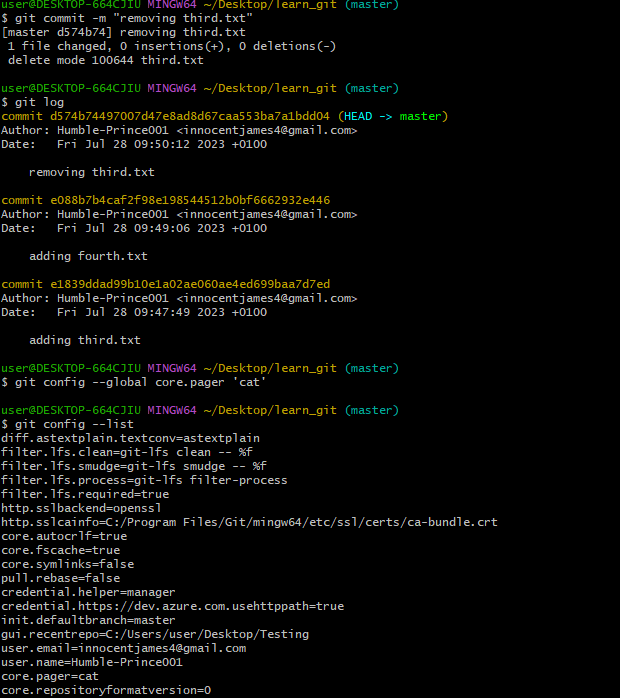 user@DESKTOP-664CJIU MINGW64 ~/Desktop/learn_git (master)
$ git commit -m "removing third.txt"
[master d574b74] removing third.txt
 1 file changed, 0 insertions(+), 0 deletions(-)
 delete mode 100644 third.txt

user@DESKTOP-664CJIU MINGW64 ~/Desktop/learn_git (master)
$ git log
commit d574b74497007d47e8ad8d67caa553ba7a1bdd04 (HEAD -> master)
Author: Humble-Prince001 <innocentjames4@gmail.com>
Date:   Fri Jul 28 09:50:12 2023 +0100

    removing third.txt

commit e088b7b4caf2f98e198544512b0bf6662932e446
Author: Humble-Prince001 <innocentjames4@gmail.com>
Date:   Fri Jul 28 09:49:06 2023 +0100

    adding fourth.txt

commit e1839ddad99b10e1a02ae060ae4ed699baa7d7ed
Author: Humble-Prince001 <innocentjames4@gmail.com>
Date:   Fri Jul 28 09:47:49 2023 +0100

    adding third.txt

user@DESKTOP-664CJIU MINGW64 ~/Desktop/learn_git (master)
$ git config --global core.pager 'cat'

user@DESKTOP-664CJIU MINGW64 ~/Desktop/learn_git (master)
$ git config --list
diff.astextplain.textconv=astextplain
filter.lfs.clean=git-lfs clean -- %f
filter.lfs.smudge=git-lfs smudge -- %f
filter.lfs.process=git-lfs filter-process
filter.lfs.required=true
http.sslbackend=openssl
http.sslcainfo=C:/Program Files/Git/mingw64/etc/ssl/certs/ca-bundle.crt
core.autocrlf=true
core.fscache=true
core.symlinks=false
pull.rebase=false
credential.helper=manager
credential.https://dev.azure.com.usehttppath=true
init.defaultbranch=master
gui.recentrepo=C:/Users/user/Desktop/Testing
user.email=innocentjames4@gmail.com
user.name=Humble-Prince001
core.pager=cat
core.repositoryformatversion=0